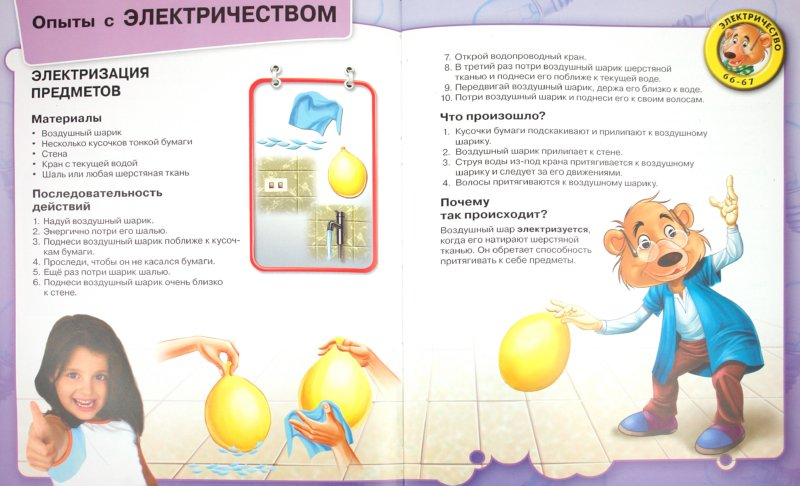 Опыты с ЭЛЕКТРИЧЕСТВОМ
ЭЛЕКТРИЗАЦИЯ
ПРЕДМЕТОВ
Материалы
• Воздушный шарик
• Несколько кусочков тонкой бумаги
• Стена
• Кран с текущей водой
• Шаль или любая шерстяная ткань
Последовательность
действий
1. Надуй воздушный шарик.
2. Энергично потри его шалью.
3. Поднеси воздушный шарик поближе к кусоч-
кам бумаги.
4. Проследи, чтобы он не касался бумаги.
5. Ещё раз потри шарик шалью.
6. Поднеси воздушный шарик очень близко
к стене.
7. Открой водопроводный кран.
8. В третий раз потри воздушный шарик шерстяной
тканью и поднеси его поближе к текущей воде.
9. Передвигай воздушный шарик, держа его близко к воде.
10. Потри воздушный шарик и поднеси его к своим волосам.
Что произошло?
1. Кусочки бумаги подскакивают и прилипают к воздушному
шарику.
2. Воздушный шарик прилипает к стене.
3. Струя воды из-под крана притягивается к воздушному
шарику и следует за его движениями.
4. Волосы притягиваются к воздушному шарику.
Почему
так происходит?
Воздушный шар электризуется,
когда его натирают шерстяной
тканью. Он обретает способность
притягивать к себе предметы.
ЭЛЕКТРИЧЕСТВО
66-67